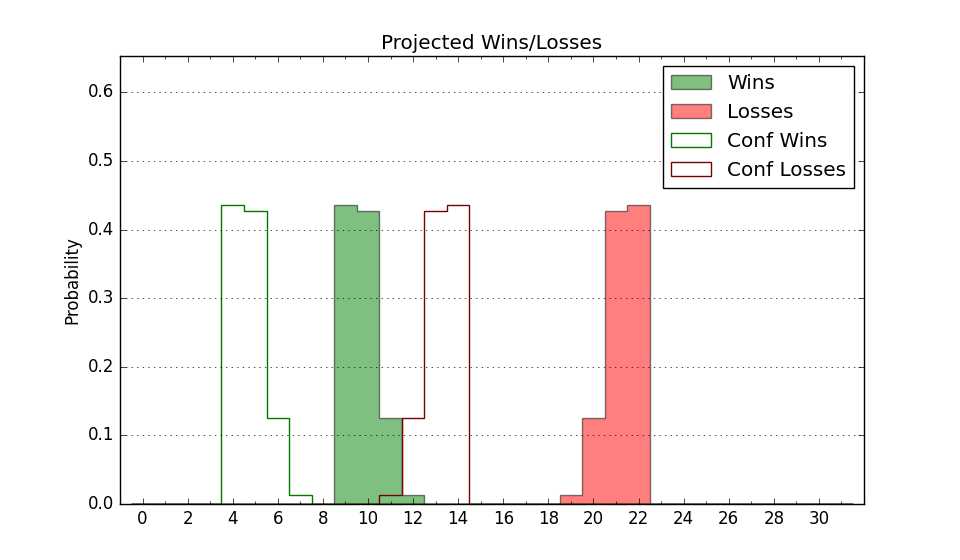 Projected Wins/Losses
Wins
Losses
Conf Wins
Conf Losses
Probability
0.6
0.5
0.4
0.3
0.2
0.1
0.0
0 2 4 6 8 10 12 14 16 18 20 22 24 26 28 30